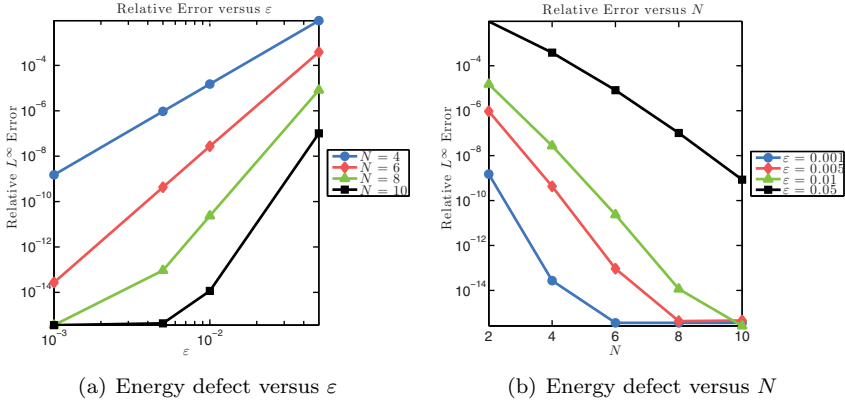 Relative Error versus ε
Relative L^∞ Error
10^−4
10^−6
10^−8
10^−10
10^−12
10^−14
10^−3
10^−2
ε
N = 4
N = 6
N = 8
N = 10
(a) Energy defect versus ε
Relative Error versus N
Relative L^∞ Error
10^−4
10^−6
10^−8
10^−10
10^−12
10^−14
2 4 6 8 10
N
ε = 0.001
ε = 0.005
ε = 0.01
ε = 0.05
(b) Energy defect versus N